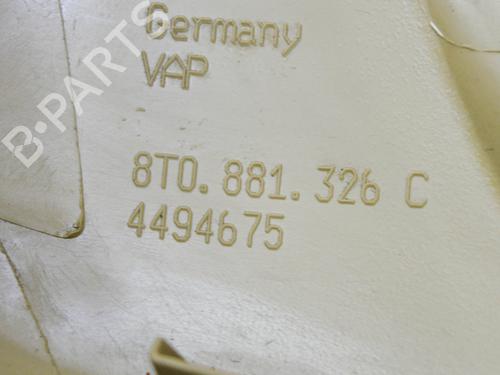 Germany
VAP
8T0.881.326 C
4494675
B-PARTS